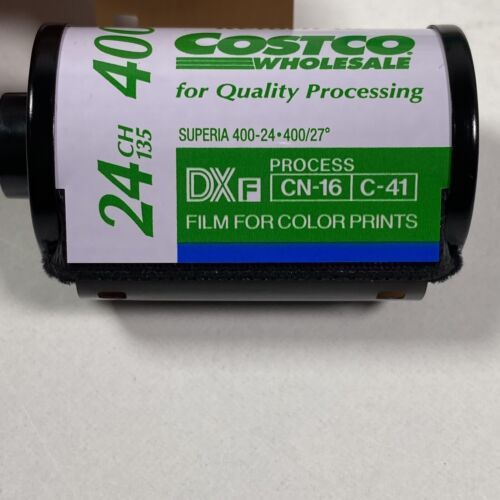 COSTCO
WHOLESALE
for Quality Processing
SUPERIA 400-24•400/27°
PROCESS
DXF CN-16 C-41
FILM FOR COLOR PRINTS
24 CH 135 400